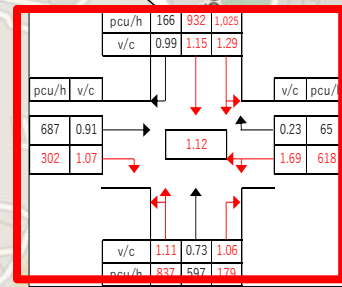 pcu/h 166 932 1,025
v/c 0.99 1.15 1.29
pcu/h v/c
v/c pcu/
687 0.91
0.23 65
1.12
302 1.07
1.69 618
v/c 1.11 0.73 1.06
pcu/h 837 597 179